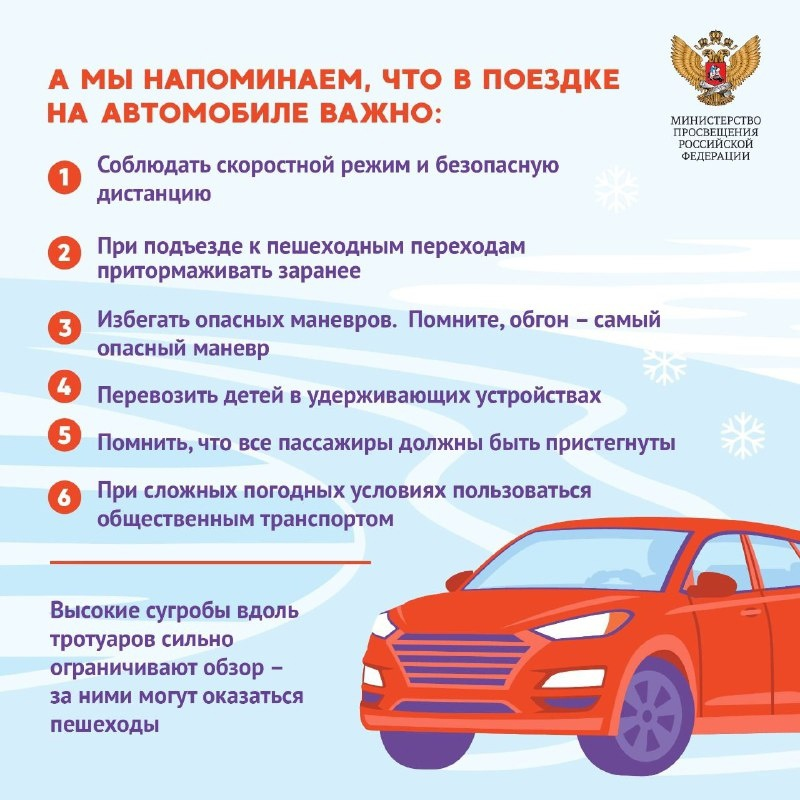 А МЫ НАПОМИНАЕМ, ЧТО В ПОЕЗДКЕ
НА АВТОМОБИЛЕ ВАЖНО:
МИНИСТЕРСТВО
ПРОСВЕЩЕНИЯ
РОССИЙСКОЙ
ФЕДЕРАЦИИ
1 Соблюдать скоростной режим и безопасную
дистанцию
2 При подъезде к пешеходным переходам
притормаживать заранее
3 Избегать опасных маневров. Помните, обгон – самый
опасный маневр
4 Перевозить детей в удерживающих устройствах
5 Помнить, что все пассажиры должны быть пристегнуты
6 При сложных погодных условиях пользоваться
общественным транспортом
Высокие сугробы вдоль
тротуаров сильно
ограничивают обзор –
за ними могут оказаться
пешеходы